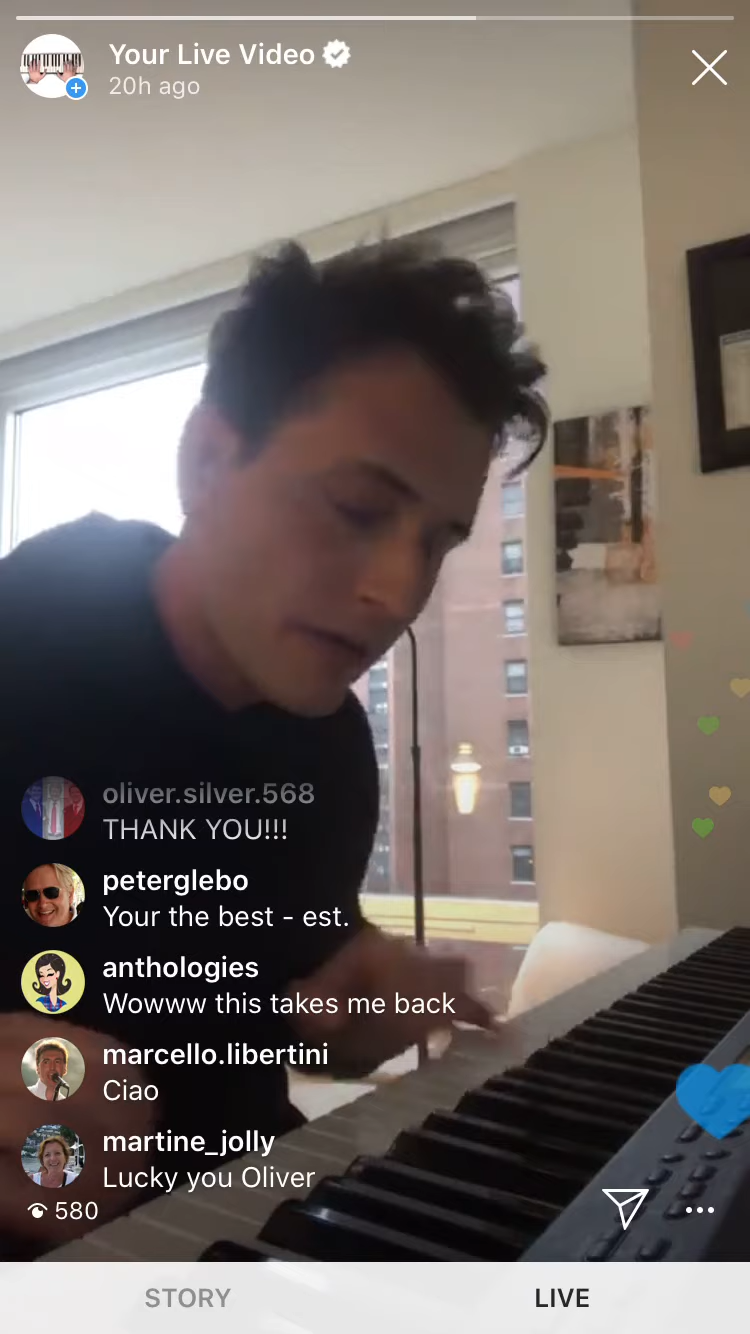 Your Live Video
20h ago
oliver.silver.568
THANK YOU!!!
peterglebo
Your the best - est.
anthologies
Wowww this takes me back
marcello.libertini
Ciao
martine_jolly
Lucky you Oliver
580
STORY
LIVE